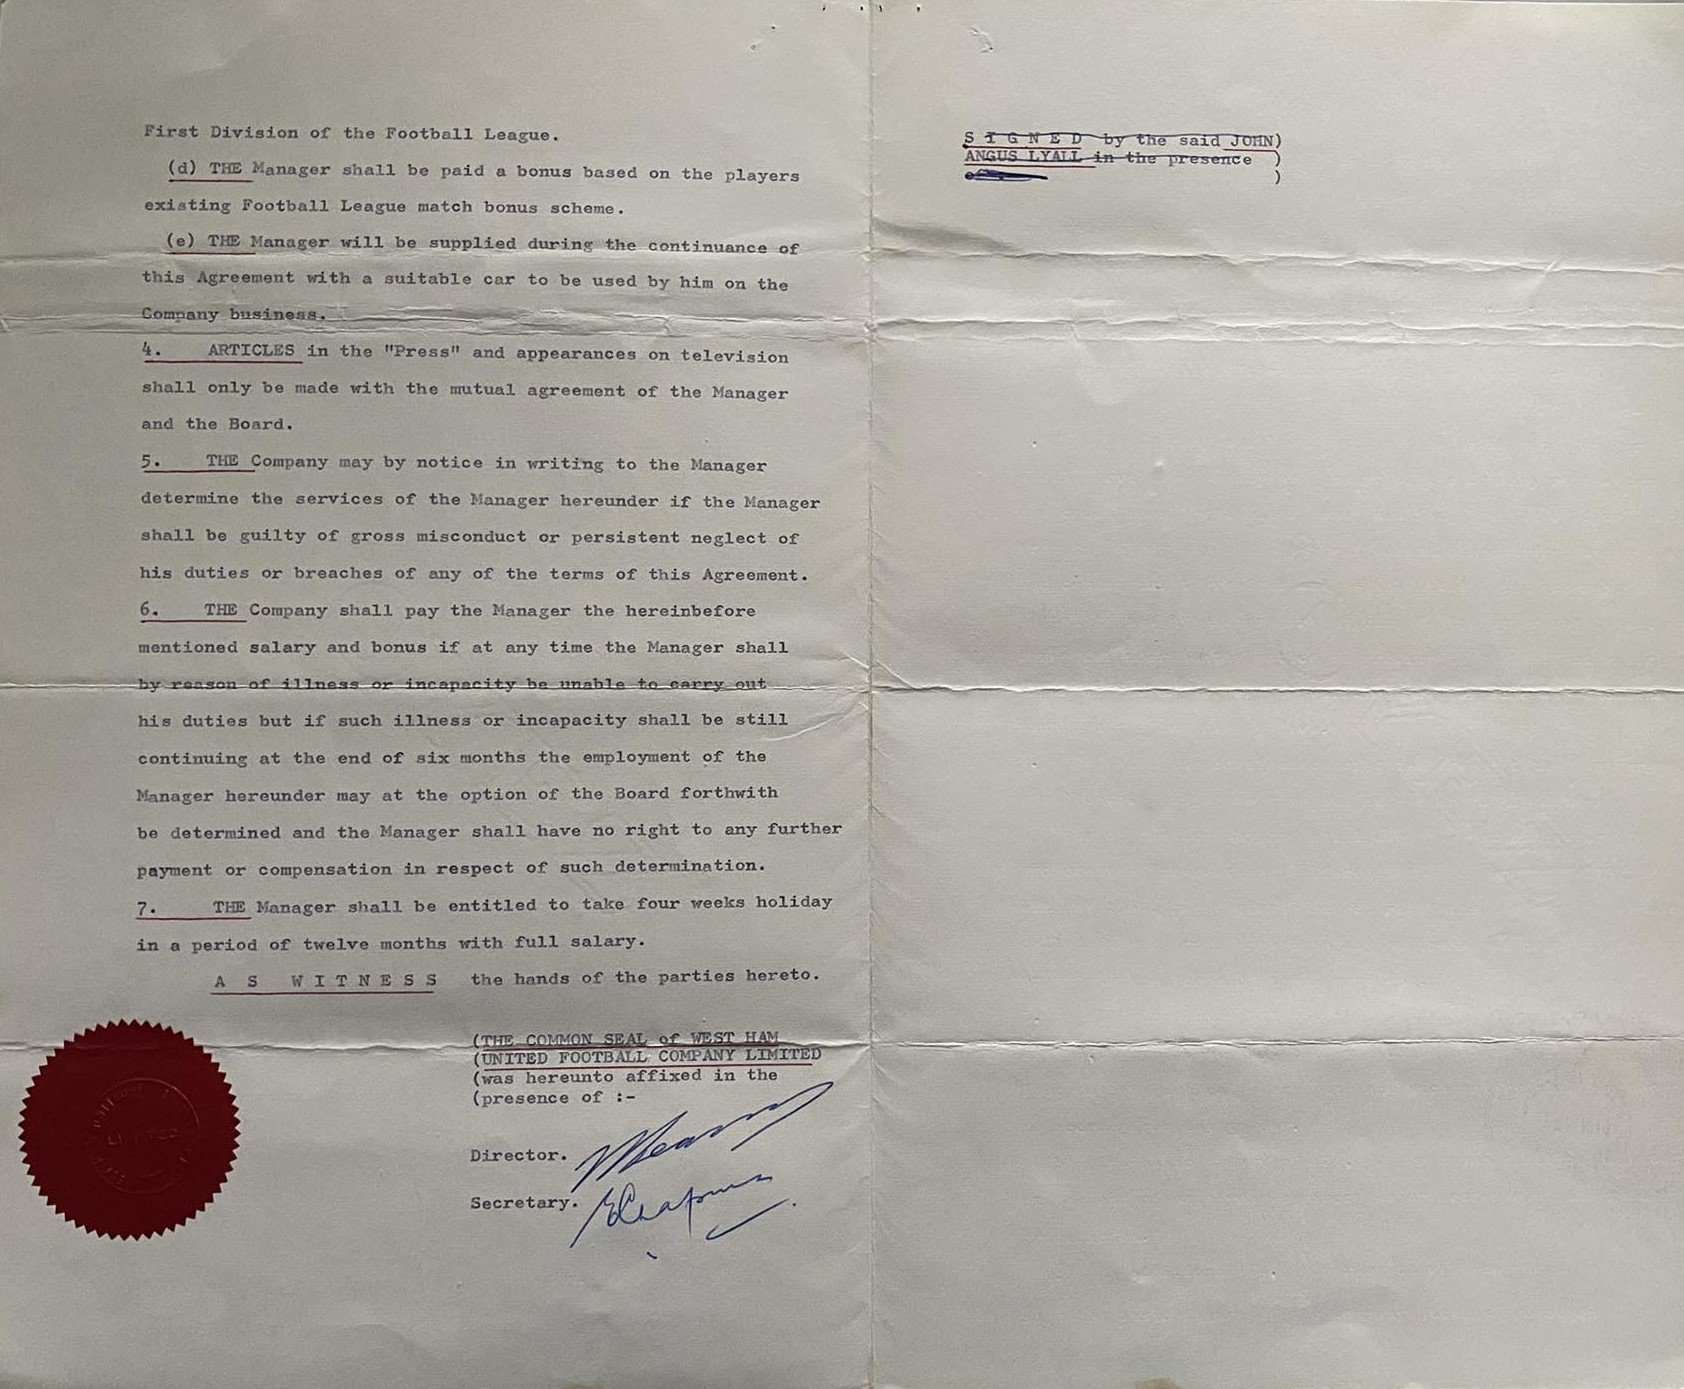 First Division of the Football League.
(d) THE Manager shall be paid a bonus based on the players
existing Football League match bonus scheme.
(e) THE Manager will be supplied during the continuance of
this Agreement with a suitable car to be used by him on the
Company business.
4. ARTICLES in the "Press" and appearances on television
shall only be made with the mutual agreement of the Manager
and the Board.
5. THE Company may by notice in writing to the Manager
determine the services of the Manager hereunder if the Manager
shall be guilty of gross misconduct or persistent neglect of
his duties or breaches of any of the terms of this Agreement.
6. THE Company shall pay the Manager the hereinbefore
mentioned salary and bonus if at any time the Manager shall
by reason of illness or incapacity be unable to carry out
his duties but if such illness or incapacity shall be still
continuing at the end of six months the employment of the
Manager hereunder may at the option of the Board forthwith
be determined and the Manager shall have no right to any further
payment or compensation in respect of such determination.
7. THE Manager shall be entitled to take four weeks holiday
in a period of twelve months with full salary.
A S W I T N E S S the hands of the parties hereto.
(THE COMMON SEAL of WEST HAM
(UNITED FOOTBALL COMPANY LIMITED
(was hereunto affixed in the
(presence of :-
Director.
Secretary. EChapman
LIMITED
S I G N E D by the said JOHN)
ANGUS LYALL in the presence )
)